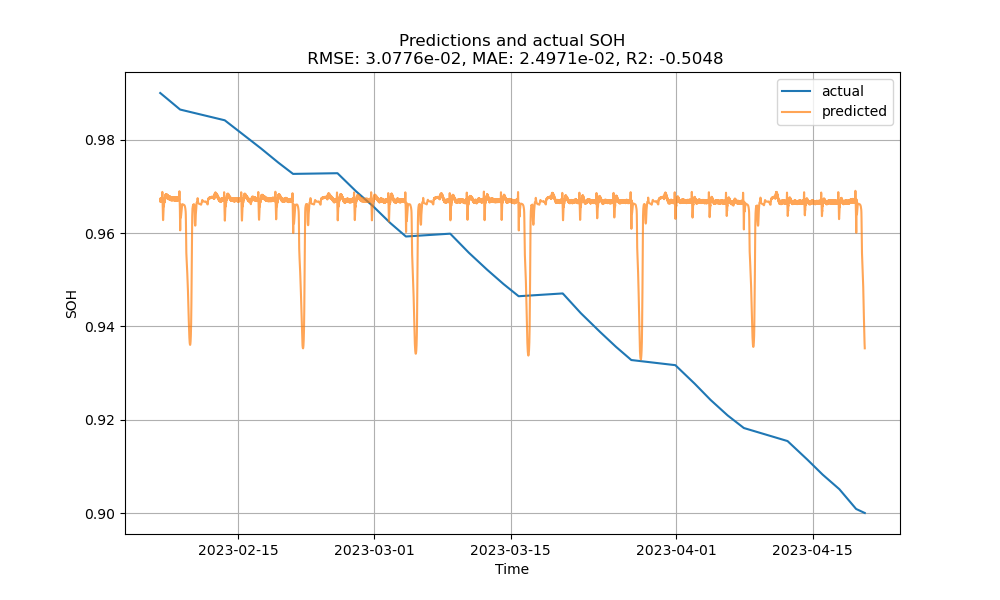 Predictions and actual SOH
RMSE: 3.0776e-02, MAE: 2.4971e-02, R2: -0.5048
actual
predicted
0.98
0.96
0.94
0.92
0.90
SOH
2023-02-15
2023-03-01
2023-03-15
2023-04-01
2023-04-15
Time